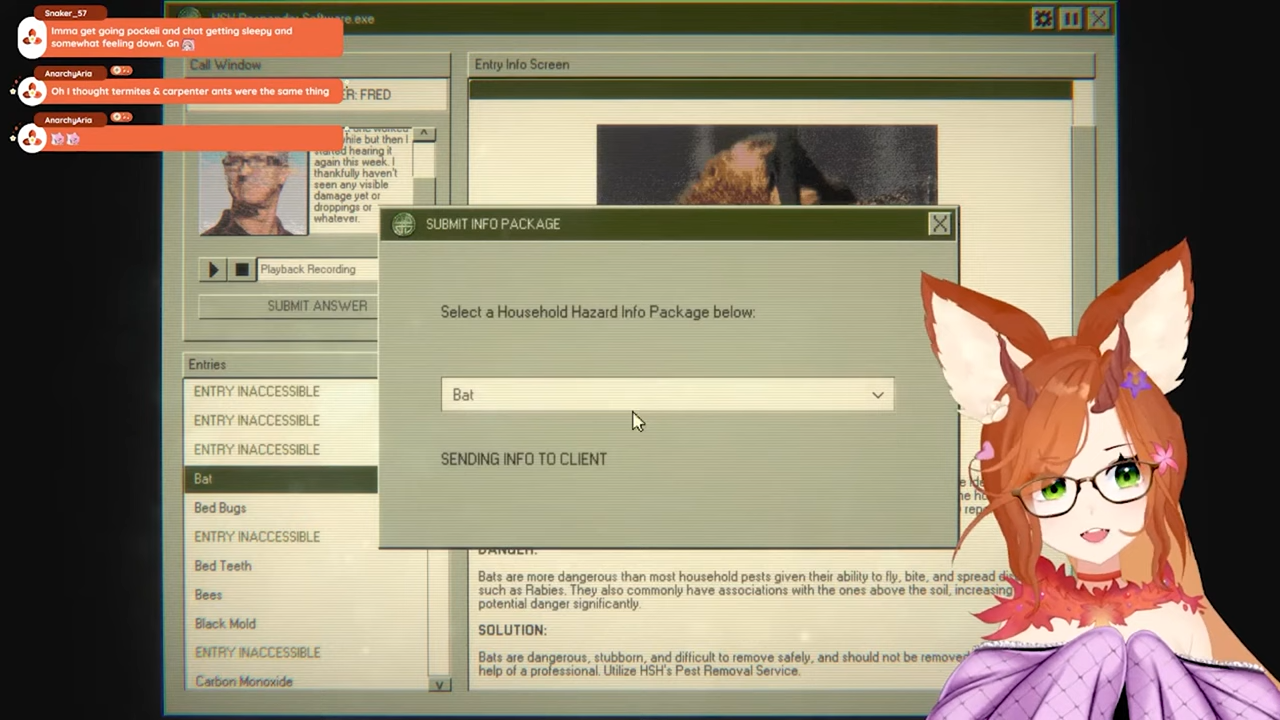 Snaker_57
Imma get going pockeii and chat getting sleepy and
somewhat feeling down. Gn
AnarchyAria
Oh I thought termites & carpenter ants were the same thing
AnarchyAria
Software.exe
Call Window
FRED
while but then I
started hearing it
again this week. I
thankfully haven't
seen any visible
damage yet or
droppings or
whatever.
Playback Recording
SUBMIT ANSWER
Entries
ENTRY INACCESSIBLE
ENTRY INACCESSIBLE
ENTRY INACCESSIBLE
Bat
Bed Bugs
ENTRY INACCESSIBLE
Bed Teeth
Bees
Black Mold
ENTRY INACCESSIBLE
Carbon Monoxide
Entry Info Screen
SUBMIT INFO PACKAGE
Select a Household Hazard Info Package below:
Bat
SENDING INFO TO CLIENT
DANGER:
Bats are more dangerous than most household pests given their ability to fly, bite, and spread
such as Rabies. They also commonly have associations with the ones above the soil, increasing
potential danger significantly.
SOLUTION:
Bats are dangerous, stubborn, and difficult to remove safely, and should not be removed
help of a professional. Utilize HSH's Pest Removal Service.